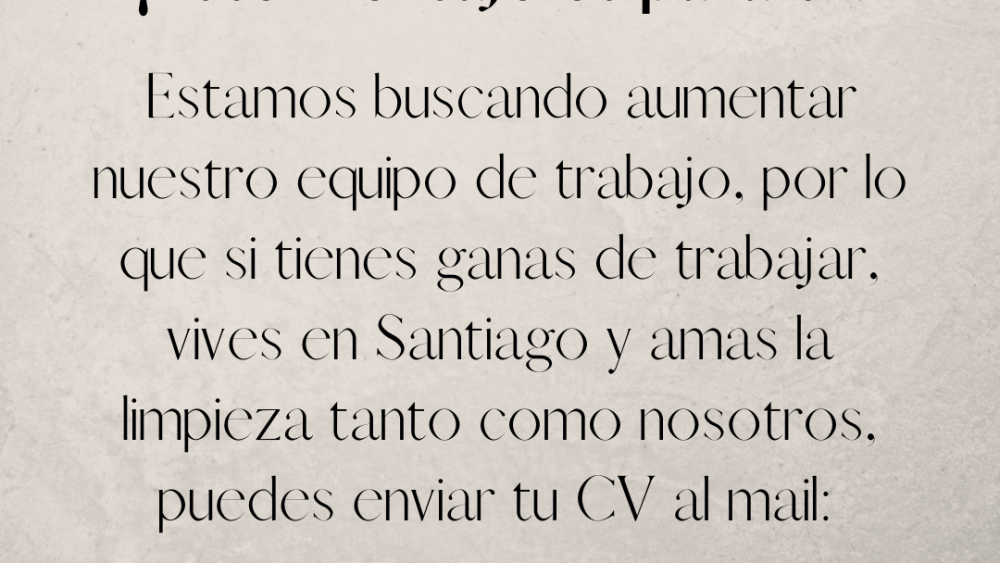 Estamos buscando aumentar
nuestro equipo de trabajo, por lo
que si tienes ganas de trabajar,
vives en Santiago y amas la
limpieza tanto como nosotros,
puedes enviar tu CV al mail: